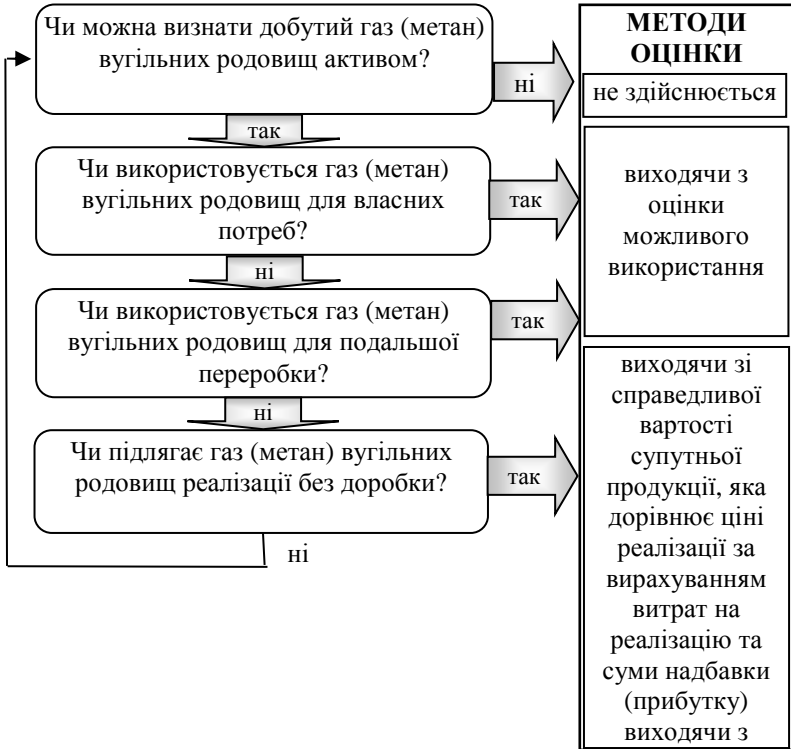 Чи можна визнати добутий газ (метан)
вугільних родовищ активом?
ні
так
Чи використовується газ (метан)
вугільних родовищ для власних
потреб?
так
ні
Чи використовується газ (метан)
вугільних родовищ для подальшої
переробки?
так
ні
Чи підлягає газ (метан) вугільних
родовищ реалізації без доробки?
так
ні
МЕТОДИ
ОЦІНКИ
не здійснюється
виходячи з
оцінки
можливого
використання
виходячи зі
справедливої
вартості
супутньої
продукції, яка
дорівнює ціні
реалізації за
вирахуванням
витрат на
реалізацію та
суми надбавки
(прибутку)
виходячи з